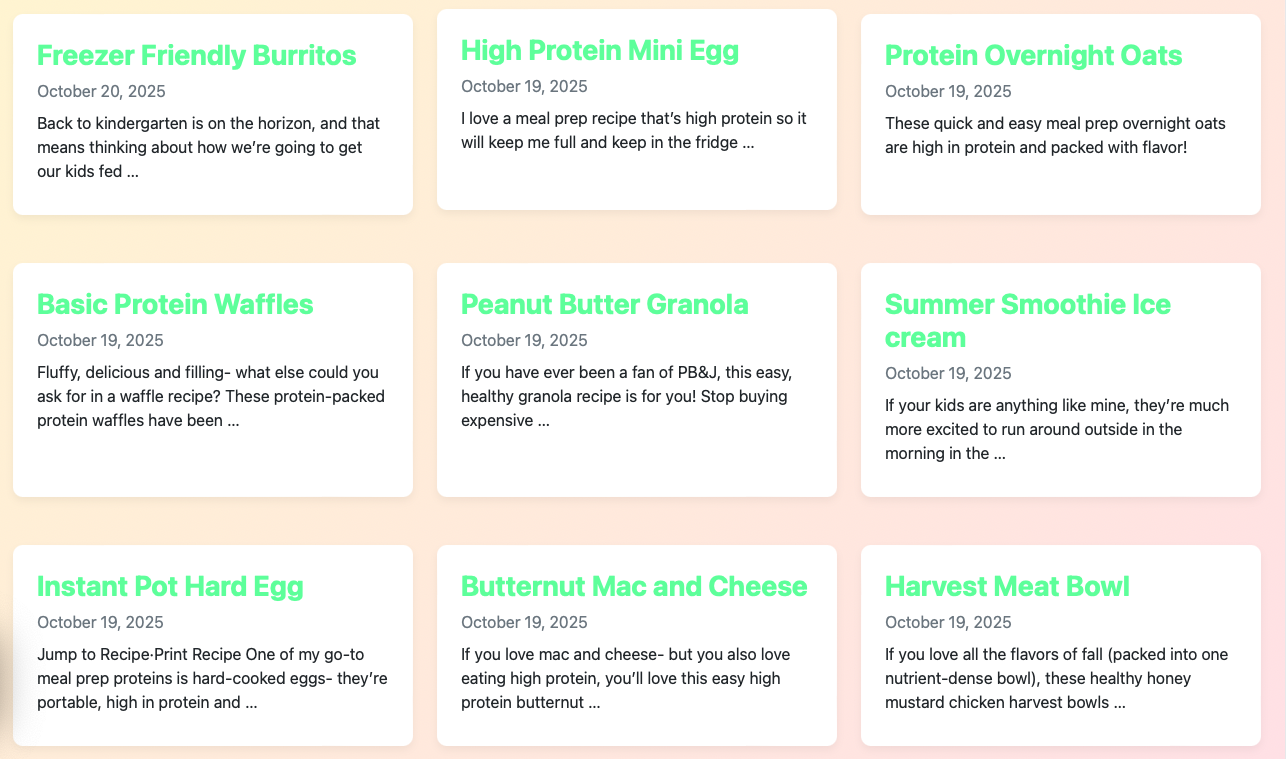 Freezer Friendly Burritos
October 20, 2025
Back to kindergarten is on the horizon, and that
means thinking about how we’re going to get
our kids fed ...
High Protein Mini Egg
October 19, 2025
I love a meal prep recipe that’s high protein so it
will keep me full and keep in the fridge ...
Protein Overnight Oats
October 19, 2025
These quick and easy meal prep overnight oats
are high in protein and packed with flavor!
Basic Protein Waffles
October 19, 2025
Fluffy, delicious and filling- what else could you
ask for in a waffle recipe? These protein-packed
protein waffles have been ...
Peanut Butter Granola
October 19, 2025
If you have ever been a fan of PB&J, this easy,
healthy granola recipe is for you! Stop buying
expensive ...
Summer Smoothie Ice
cream
October 19, 2025
If your kids are anything like mine, they’re much
more excited to run around outside in the
morning in the ...
Instant Pot Hard Egg
October 19, 2025
Jump to Recipe·Print Recipe One of my go-to
meal prep proteins is hard-cooked eggs- they’re
portable, high in protein and ...
Butternut Mac and Cheese
October 19, 2025
If you love mac and cheese- but you also love
eating high protein, you’ll love this easy high
protein butternut ...
Harvest Meat Bowl
October 19, 2025
If you love all the flavors of fall (packed into one
nutrient-dense bowl), these healthy honey
mustard chicken harvest bowls ...